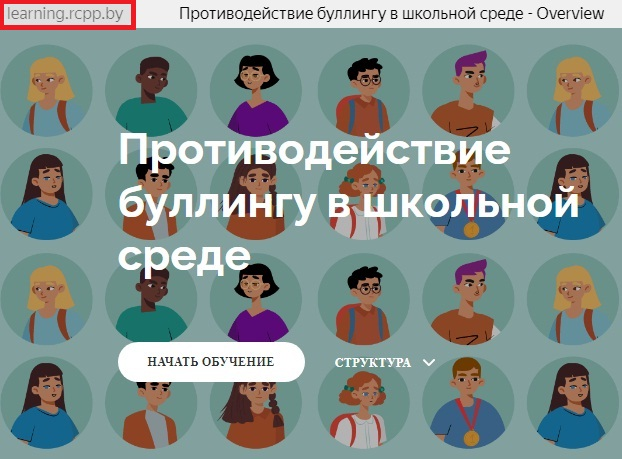 learning.rcpp.by
Противодействие буллингу в школьной среде - Overview
Противодействие
буллингу в школьной
среде
НАЧАТЬ ОБУЧЕНИЕ
СТРУКТУРА